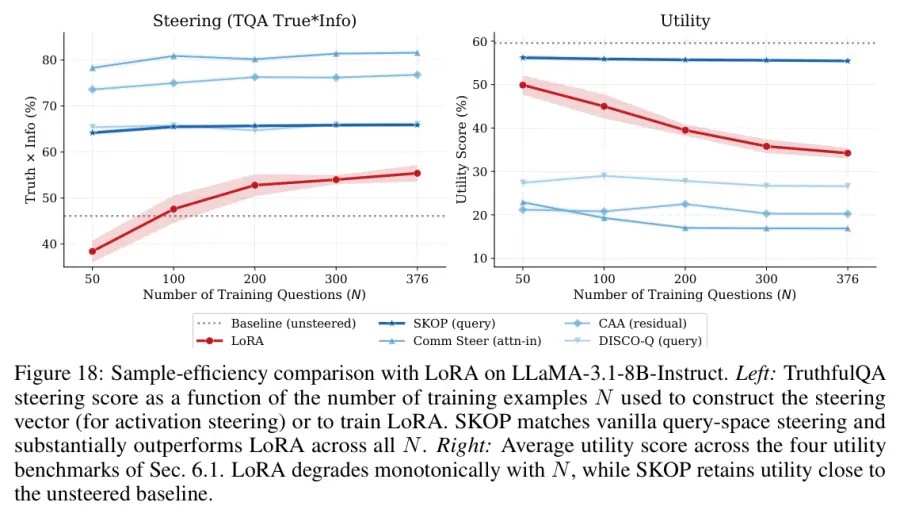 Steering (TQA True*Info)
Truth × Info (%)
80
70
60
50
40
50 100 200 300 376
Number of Training Questions (N)
Utility
Utility Score (%)
60
50
40
30
20
10
50 100 200 300 376
Number of Training Questions (N)
Baseline (unsteered)
LoRA
SKOP (query)
Comm Steer (attn-in)
CAA (residual)
DISCO-Q (query)
Figure 18: Sample-efficiency comparison with LoRA on LLaMA-3.1-8B-Instruct. Left: TruthfulQA
steering score as a function of the number of training examples N used to construct the steering
vector (for activation steering) or to train LoRA. SKOP matches vanilla query-space steering and
substantially outperforms LoRA across all N. Right: Average utility score across the four utility
benchmarks of Sec. 6.1. LoRA degrades monotonically with N, while SKOP retains utility close to
the unsteered baseline.